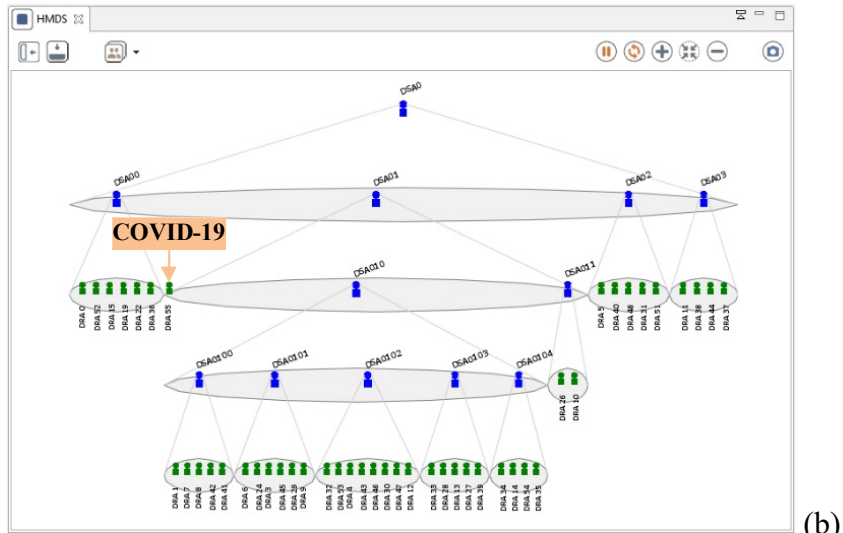 HMDS
DSA0
DSA00
DSA01
DSA02
DSA03
COVID-19
DSA010
DSA011
DRA 0
DRA 52
DRA 15
DRA 19
DRA 22
DRA 36
DRA 55
DRA 5
DRA 40
DRA 48
DRA 31
DRA 51
DRA 11
DRA 38
DRA 44
DRA 37
DSA0100
DSA0101
DSA0102
DSA0103
DSA0104
DRA 26
DRA 10
DRA 1
DRA 7
DRA 8
DRA 42
DRA 41
DRA 6
DRA 24
DRA 3
DRA 45
DRA 29
DRA 9
DRA 32
DRA 53
DRA 4
DRA 43
DRA 46
DRA 30
DRA 47
DRA 12
DRA 33
DRA 28
DRA 13
DRA 27
DRA 39
DRA 34
DRA 14
DRA 54
DRA 35
(b)